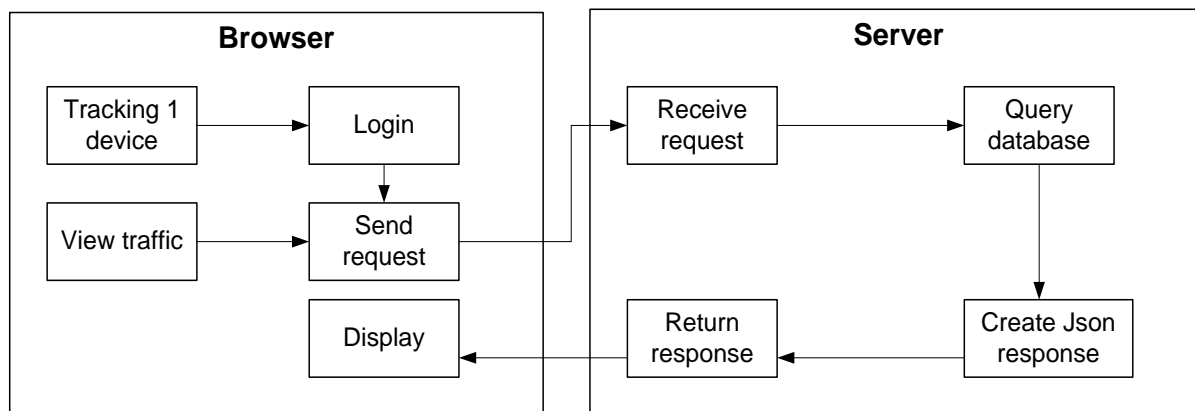 Browser
Server
Tracking 1
device
Login
Receive
request
Query
database
View traffic
Send
request
Display
Return
response
Create Json
response